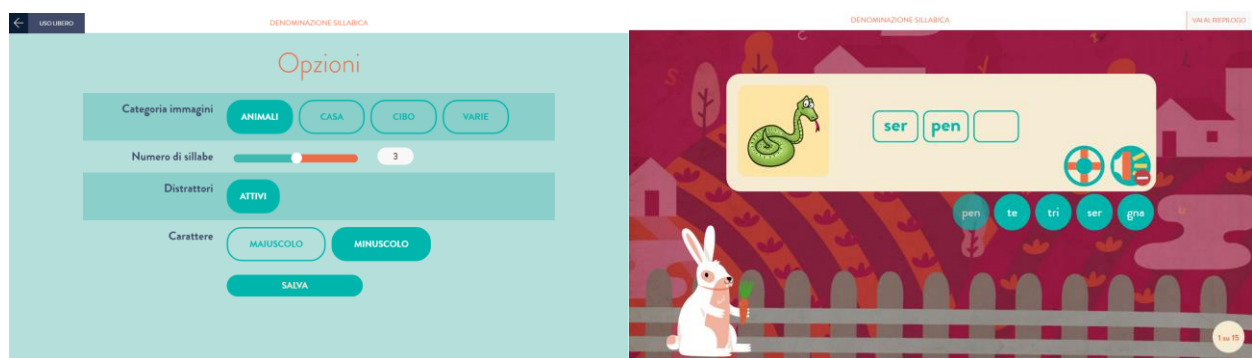 USO LIBERO
DENOMINAZIONE SILLABICA
Opzioni
Categoria immagini ANIMALI CASA CIBO VARIE
Numero di sillabe 3
Distrattori ATTIVI
Carattere MAIUSCOLO MINUSCOLO
SALVA
DENOMINAZIONE SILLABICA
VAI AL RIEPILOGO
ser pen
pen te tri ser gna
1 su 15